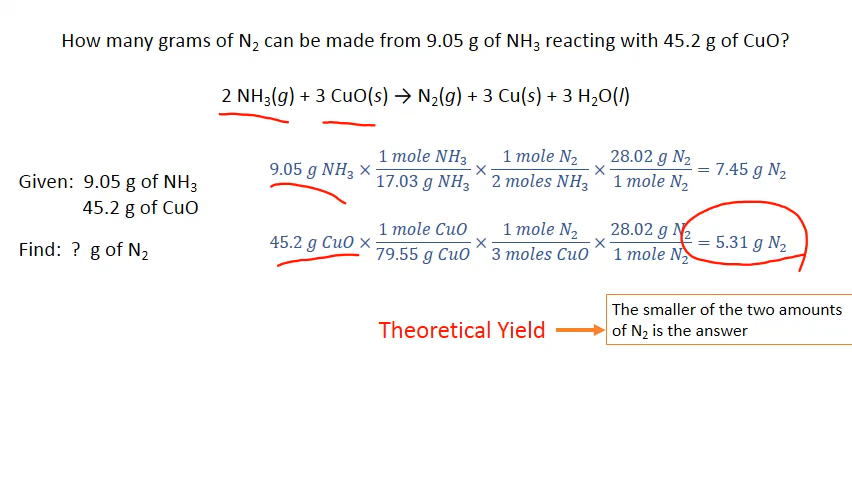 How many grams of N₂ can be made from 9.05 g of NH₃ reacting with 45.2 g of CuO?
2 NH₃(g) + 3 CuO(s) → N₂(g) + 3 Cu(s) + 3 H₂O(l)
Given: 9.05 g of NH₃
45.2 g of CuO
Find: ? g of N₂
9.05 g NH₃ × 1 mole NH₃/17.03 g NH₃ × 1 mole N₂/2 moles NH₃ × 28.02 g N₂/1 mole N₂ = 7.45 g N₂
45.2 g CuO × 1 mole CuO/79.55 g CuO × 1 mole N₂/3 moles CuO × 28.02 g N₂/1 mole N₂ = 5.31 g N₂
Theoretical Yield →
The smaller of the two amounts
of N₂ is the answer